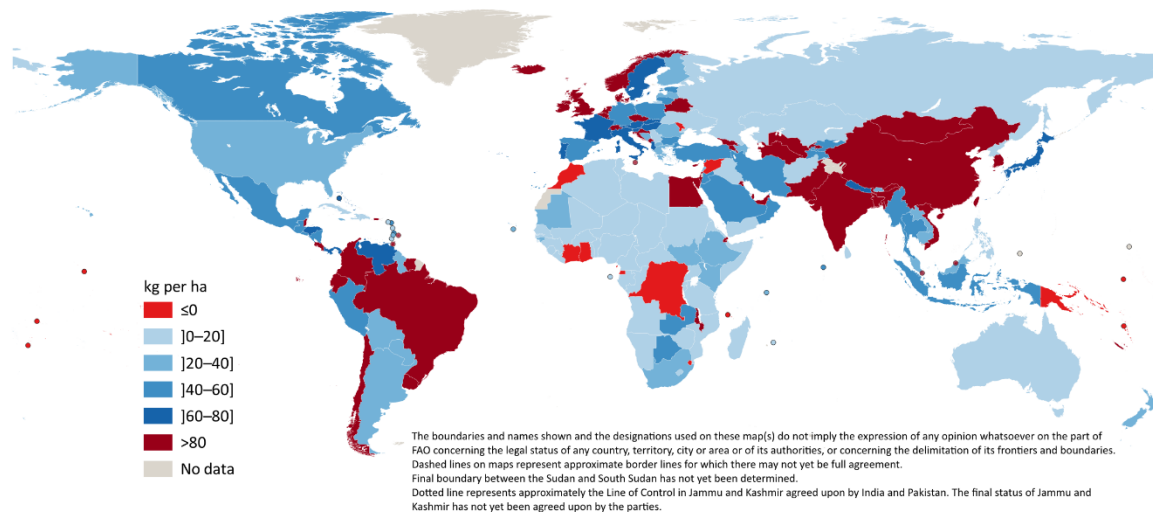 kg per ha
≤0
]0–20]
]20–40]
]40–60]
]60–80]
>80
No data
The boundaries and names shown and the designations used on these map(s) do not imply the expression of any opinion whatsoever on the part of
FAO concerning the legal status of any country, territory, city or area or of its authorities, or concerning the delimitation of its frontiers and boundaries.
Dashed lines on maps represent approximate border lines for which there may not yet be full agreement.
Final boundary between the Sudan and South Sudan has not yet been determined.
Dotted line represents approximately the Line of Control in Jammu and Kashmir agreed upon by India and Pakistan. The final status of Jammu and
Kashmir has not yet been agreed upon by the parties.